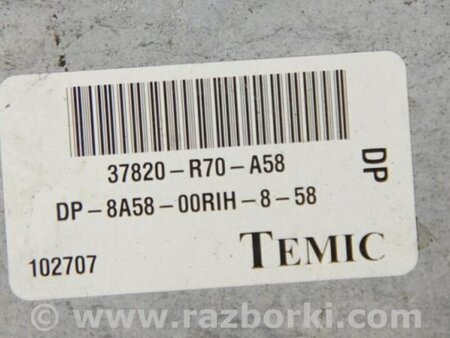 37820-R70-A58
DP
DP-8A58-00RIH-8-58
102707
TEMIC
www.razborki.com